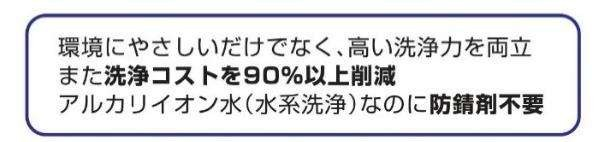 環境にやさしいだけでなく、高い洗浄力を両立
また洗浄コストを90%以上削減
アルカリイオン水(水系洗浄)なのに防錆剤不要